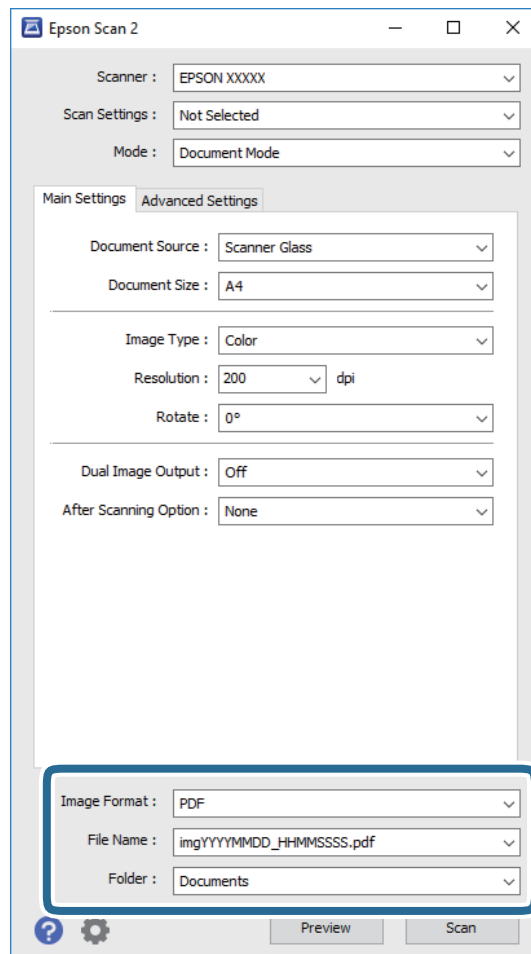 Epson Scan 2
Scanner : EPSON XXXXX
Scan Settings : Not Selected
Mode : Document Mode
Main Settings Advanced Settings
Document Source : Scanner Glass
Document Size : A4
Image Type : Color
Resolution : 200 dpi
Rotate : 0°
Dual Image Output : Off
After Scanning Option : None
Image Format : PDF
File Name : imgYYYYMMDD_HHMMSSSS.pdf
Folder : Documents
? Preview Scan